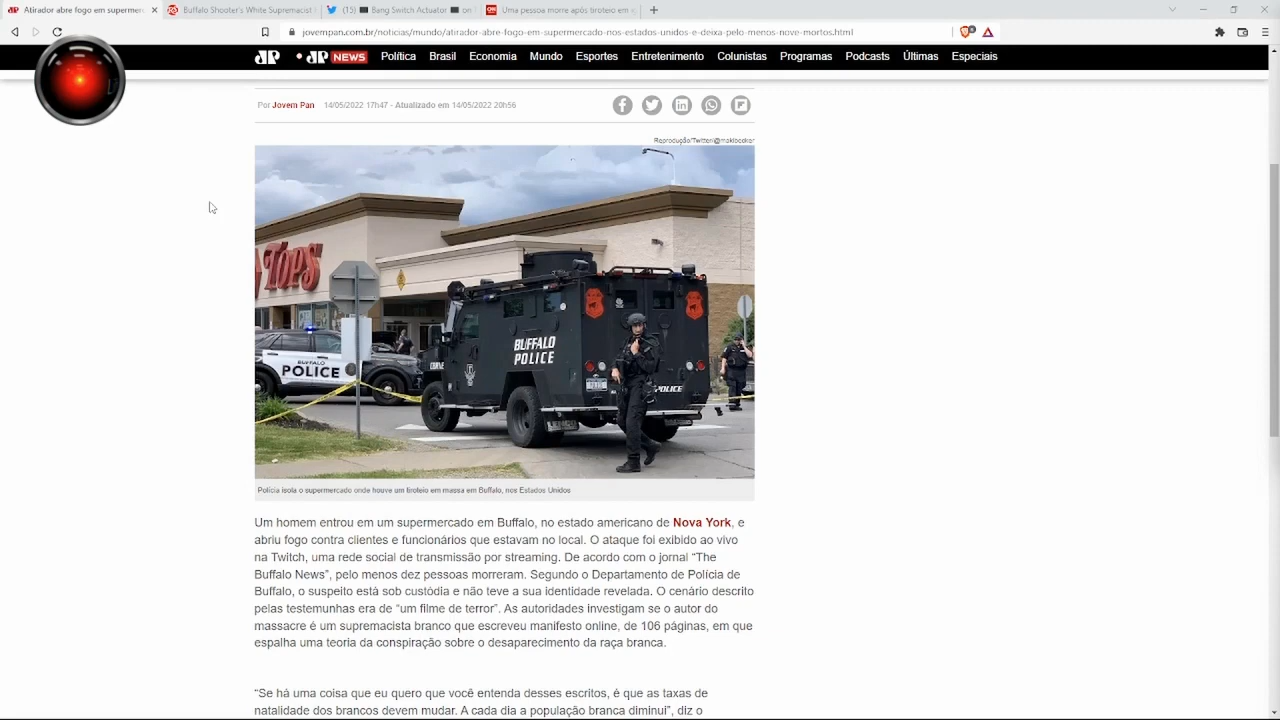 Atirador abre fogo em supermer
Buffalo Shooter's White Supremacist
(15) Bang Switch Actuator on
Uma pessoa morre após tiroteio em
jovempan.com.br/noticias/mundo/atirador-abre-fogo-em-supermercado-nos-estados-unidos-e-deixa-pelo-menos-nove-mortos.html
JP JP NEWS Política Brasil Economia Mundo Esportes Entretenimento Colunistas Programas Podcasts Últimas Especiais
Por Jovem Pan 14/05/2022 17h47 - Atualizado em 14/05/2022 20h56
TOPS
BUFFALO
POLICE
BUFFALO
POLICE
POLICE
Polícia isola o supermercado onde houve um tiroteio em massa em Buffalo, nos Estados Unidos
Um homem entrou em um supermercado em Buffalo, no estado americano de Nova York, e
abriu fogo contra clientes e funcionários que estavam no local. O ataque foi exibido ao vivo
na Twitch, uma rede social de transmissão por streaming. De acordo com o jornal “The
Buffalo News”, pelo menos dez pessoas morreram. Segundo o Departamento de Polícia de
Buffalo, o suspeito está sob custódia e não teve a sua identidade revelada. O cenário descrito
pelas testemunhas era de “um filme de terror”. As autoridades investigam se o autor do
massacre é um supremacista branco que escreveu manifesto online, de 106 páginas, em que
espalha uma teoria da conspiração sobre o desaparecimento da raça branca.
“Se há uma coisa que eu quero que você entenda desses escritos, é que as taxas de
natalidade dos brancos devem mudar. A cada dia a população branca diminui”, diz o